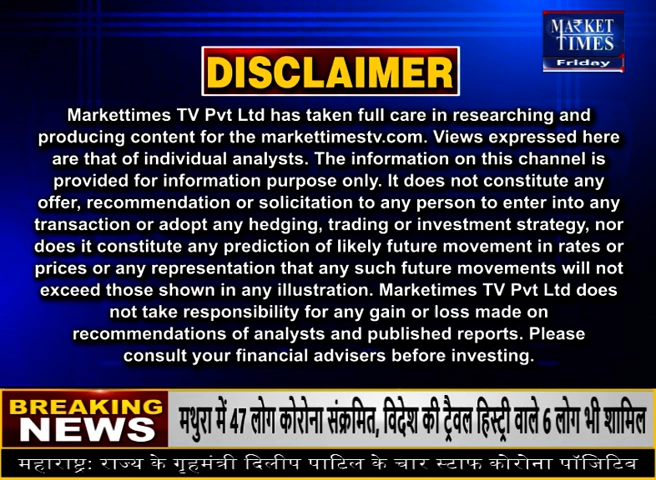 MARKET
TIMES
Friday
DISCLAIMER
Markettimes TV Pvt Ltd has taken full care in researching and
producing content for the markettimestv.com. Views expressed here
are that of individual analysts. The information on this channel is
provided for information purpose only. It does not constitute any
offer, recommendation or solicitation to any person to enter into any
transaction or adopt any hedging, trading or investment strategy, nor
does it constitute any prediction of likely future movement in rates or
prices or any representation that any such future movements will not
exceed those shown in any illustration. Marketimes TV Pvt Ltd does
not take responsibility for any gain or loss made on
recommendations of analysts and published reports. Please
consult your financial advisers before investing.
BREAKING
NEWS
मथुरा में 47 लोग कोरोना संक्रमित, विदेश की ट्रैवल हिस्ट्री वाले 6 लोग भी शामिल
महाराष्ट्र: राज्य के गृहमंत्री दिलीप पाटिल के चार स्टाफ कोरोना पॉजिटिव